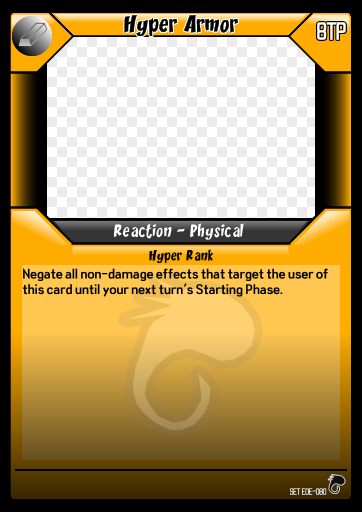 Hyper Armor
8TP
Reaction - Physical
Hyper Rank
Negate all non-damage effects that target the user of
this card until your next turn's Starting Phase.
SET EDE-080